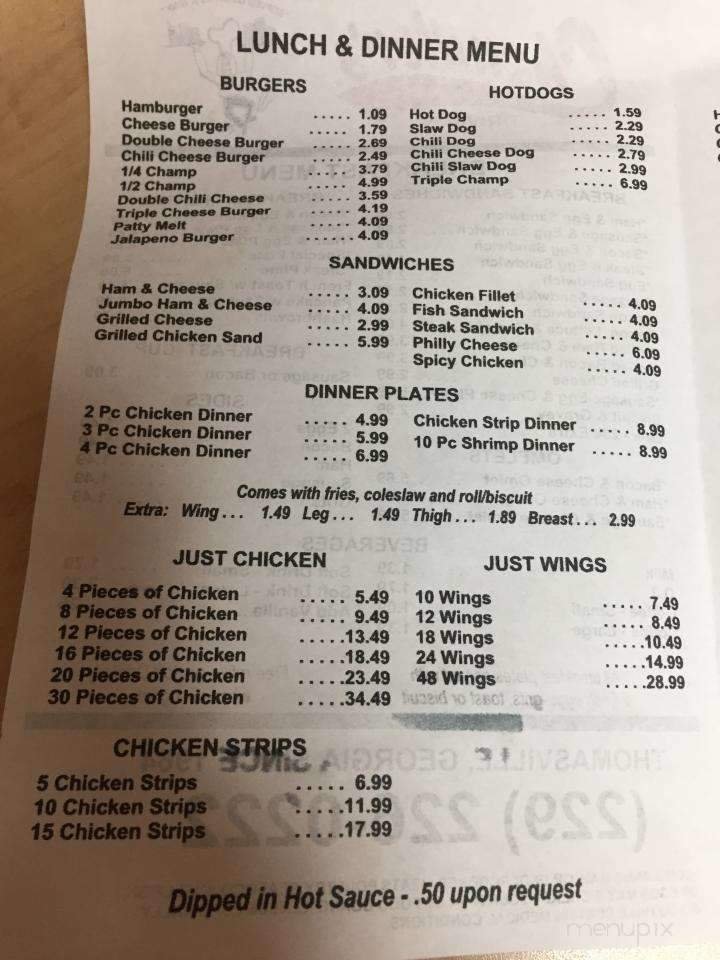 LUNCH & DINNER MENU
BURGERS
Hamburger ..... 1.09
Cheese Burger ..... 1.79
Double Cheese Burger ..... 2.69
Chili Cheese Burger ..... 2.49
1/4 Champ ..... 3.79
1/2 Champ ..... 4.99
Double Chili Cheese ..... 3.59
Triple Cheese Burger ..... 4.19
Patty Melt ..... 4.09
Jalapeno Burger ...... 4.09
HOTDOGS
Hot Dog ..... 1.59
Slaw Dog ..... 2.29
Chili Dog ..... 2.29
Chili Cheese Dog ..... 2.79
Chili Slaw Dog ..... 2.99
Triple Champ ..... 6.99
SANDWICHES
Ham & Cheese ..... 3.09
Jumbo Ham & Cheese ..... 4.09
Grilled Cheese ..... 2.99
Grilled Chicken Sand ..... 5.99
Chicken Fillet ..... 4.09
Fish Sandwich ..... 4.09
Steak Sandwich ..... 4.09
Philly Cheese ..... 6.09
Spicy Chicken ..... 4.09
DINNER PLATES
2 Pc Chicken Dinner ..... 4.99
3 Pc Chicken Dinner ..... 5.99
4 Pc Chicken Dinner ..... 6.99
Chicken Strip Dinner ..... 8.99
10 Pc Shrimp Dinner ..... 8.99
Comes with fries, coleslaw and roll/biscuit
Extra: Wing... 1.49 Leg... 1.49 Thigh... 1.89 Breast... 2.99
JUST CHICKEN
4 Pieces of Chicken ..... 5.49
8 Pieces of Chicken ..... 9.49
12 Pieces of Chicken .....13.49
16 Pieces of Chicken .....18.49
20 Pieces of Chicken .....23.49
30 Pieces of Chicken .....34.49
JUST WINGS
10 Wings ..... 7.49
12 Wings ..... 8.49
18 Wings .....10.49
24 Wings .....14.99
48 Wings .....28.99
CHICKEN STRIPS
5 Chicken Strips ..... 6.99
10 Chicken Strips .....11.99
15 Chicken Strips .....17.99
Dipped in Hot Sauce - .50 upon request
menupix